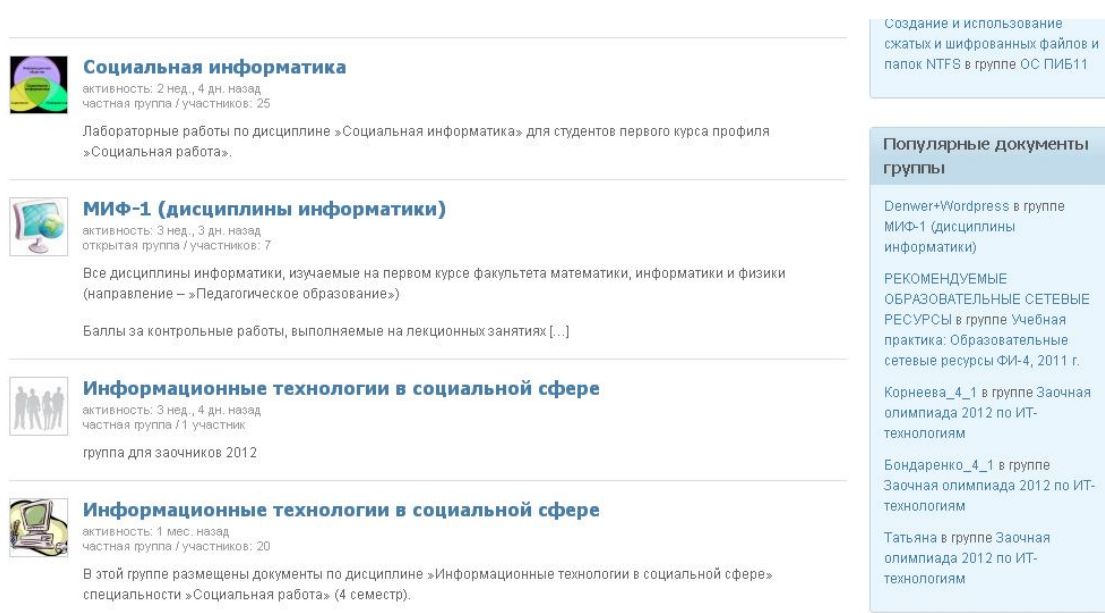 Социальная информатика
активность: 2 нед., 4 дн. назад
частная группа / участников: 25
Лабораторные работы по дисциплине »Социальная информатика» для студентов первого курса профиля
»Социальная работа».
МИФ-1 (дисциплины информатики)
активность: 3 нед., 3 дн. назад
открытая группа / участников: 7
Все дисциплины информатики, изучаемые на первом курсе факультета математики, информатики и физики
(направление – »Педагогическое образование»)
Баллы за контрольные работы, выполняемые на лекционных занятиях [...]
Информационные технологии в социальной сфере
активность: 3 нед., 4 дн. назад
частная группа / 1 участник
группа для заочников 2012
Информационные технологии в социальной сфере
активность: 1 мес. назад
частная группа / участников: 20
В этой группе размещены документы по дисциплине »Информационные технологии в социальной сфере»
специальности »Социальная работа» (4 семестр).
Создание и использование
сжатых и шифрованных файлов и
папок NTFS в группе ОС ПИБ11
Популярные документы
группы
Denwer+Wordpress в группе
МИФ-1 (дисциплины
информатики)
РЕКОМЕНДУЕМЫЕ
ОБРАЗОВАТЕЛЬНЫЕ СЕТЕВЫЕ
РЕСУРСЫ в группе Учебная
практика: Образовательные
сетевые ресурсы ФИ-4, 2011 г.
Корнеева_4_1 в группе Заочная
олимпиада 2012 по ИТ-
технологиям
Бондаренко_4_1 в группе
Заочная олимпиада 2012 по ИТ-
технологиям
Татьяна в группе Заочная
олимпиада 2012 по ИТ-
технологиям